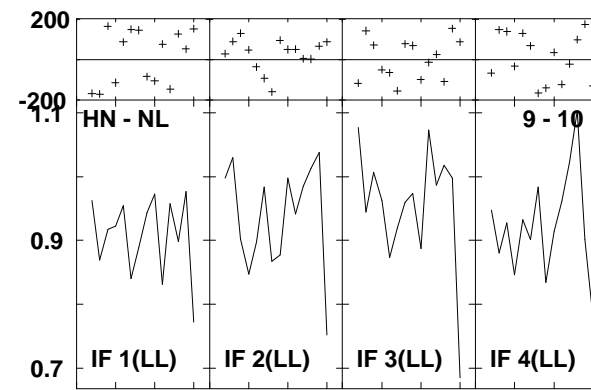 200
-200
1.1
HN - NL
9 - 10
0.9
0.7
IF 1(LL)
IF 2(LL)
IF 3(LL)
IF 4(LL)